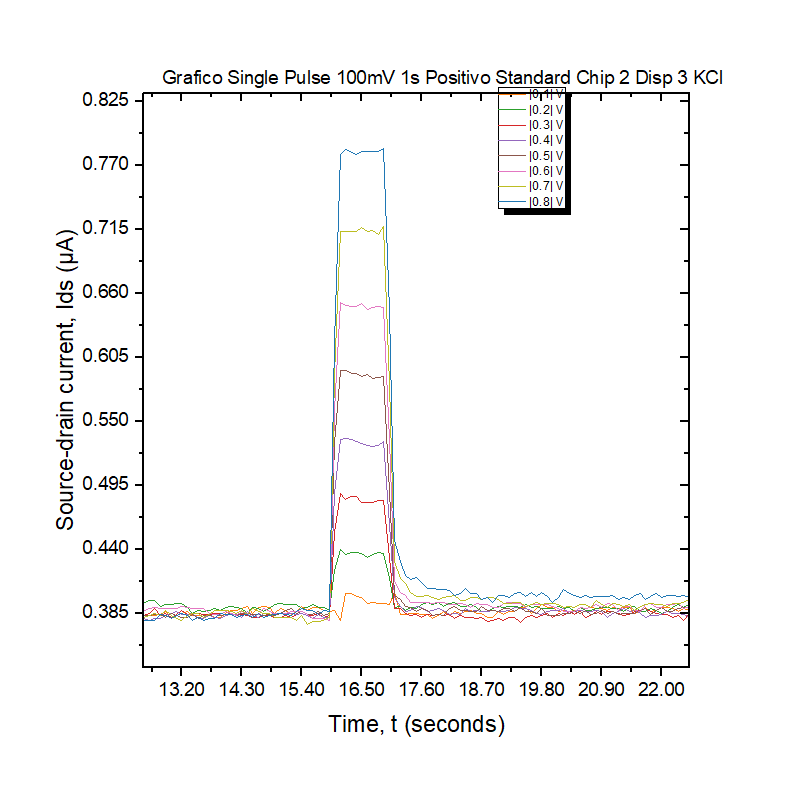 Grafico Single Pulse 100mV 1s Positivo Standard Chip 2 Disp 3 KCl
|0.1| V
|0.2| V
|0.3| V
|0.4| V
|0.5| V
|0.6| V
|0.7| V
|0.8| V
0.825
0.770
0.715
0.660
0.605
0.550
0.495
0.440
0.385
Source-drain current, Ids (µA)
13.20 14.30 15.40 16.50 17.60 18.70 19.80 20.90 22.00
Time, t (seconds)